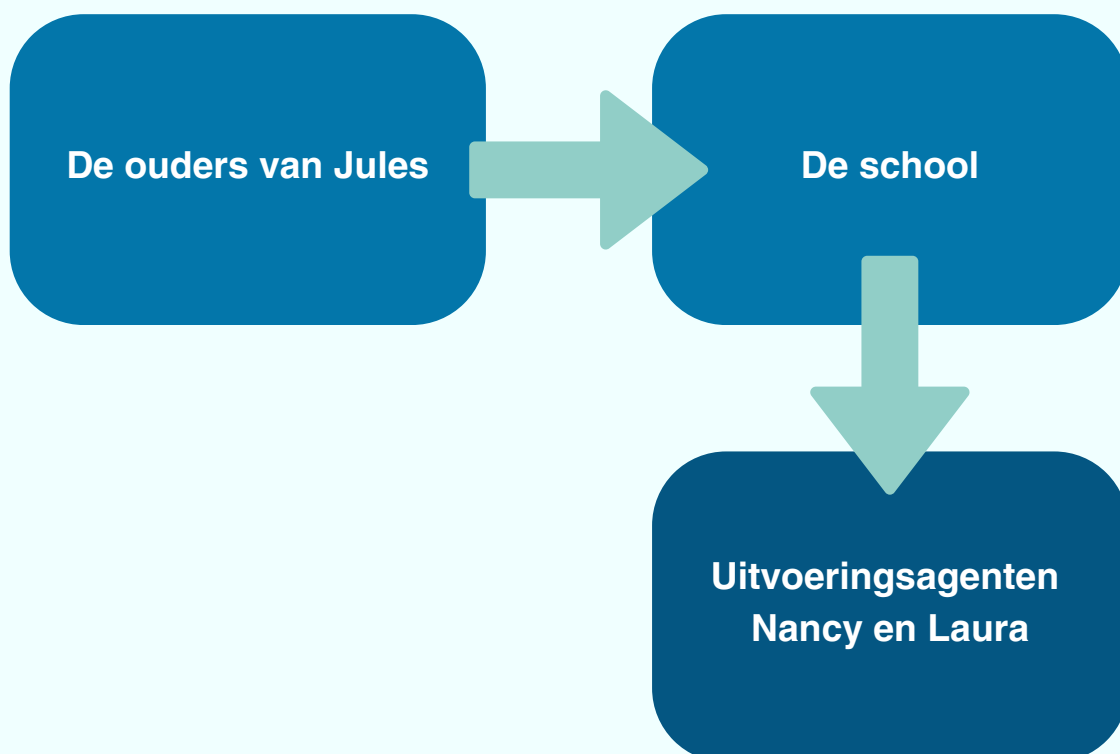 De ouders van Jules
De school
Uitvoeringsagenten
Nancy en Laura